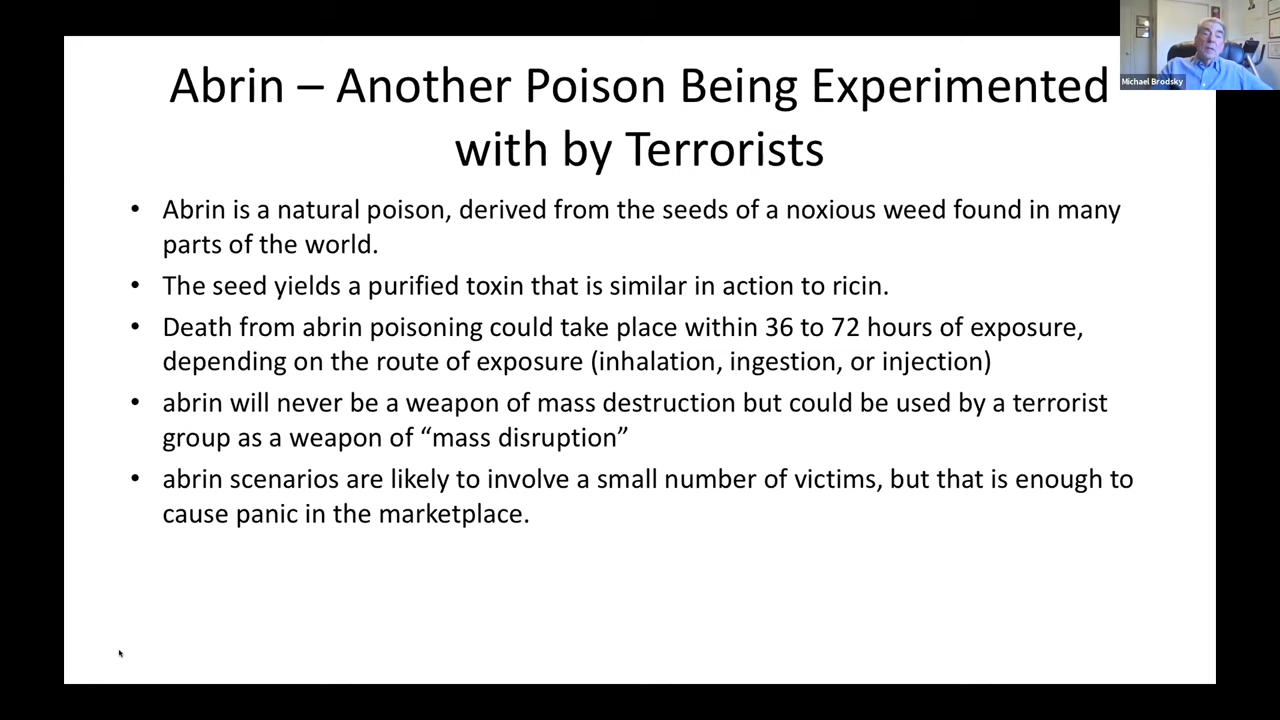 Abrin – Another Poison Being Experimented
with by Terrorists
Michael Brodsky
• Abrin is a natural poison, derived from the seeds of a noxious weed found in many
parts of the world.
• The seed yields a purified toxin that is similar in action to ricin.
• Death from abrin poisoning could take place within 36 to 72 hours of exposure,
depending on the route of exposure (inhalation, ingestion, or injection)
• abrin will never be a weapon of mass destruction but could be used by a terrorist
group as a weapon of “mass disruption”
• abrin scenarios are likely to involve a small number of victims, but that is enough to
cause panic in the marketplace.